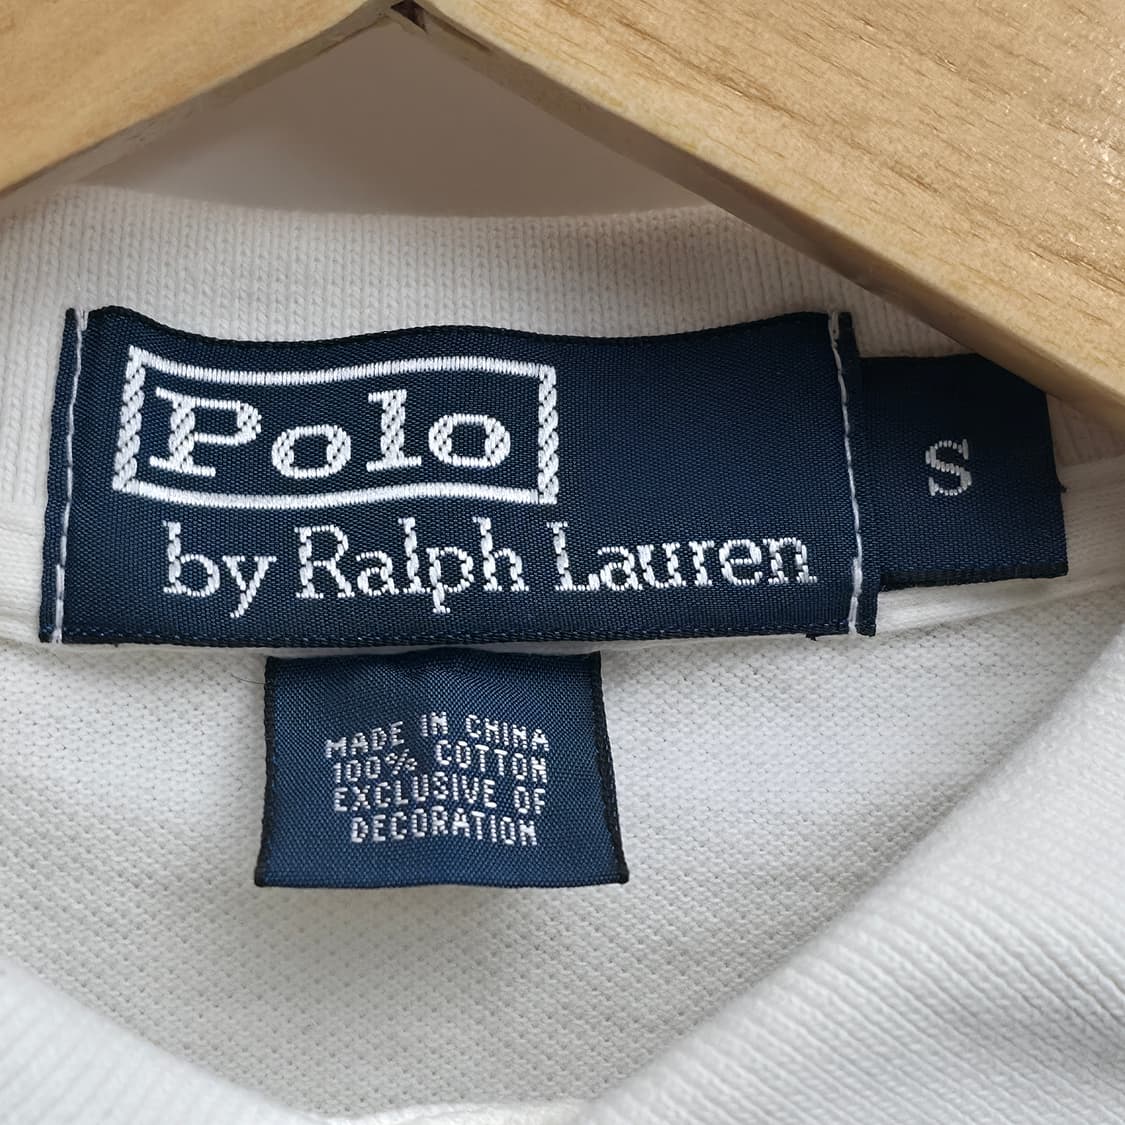 Polo
by Ralph Lauren
S
MADE IN CHINA
100% COTTON
EXCLUSIVE OF
DECORATION